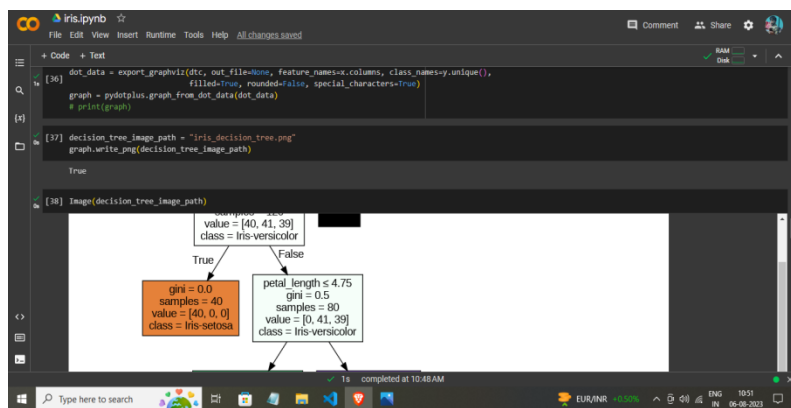 iris.ipynb
File Edit View Insert Runtime Tools Help All changes saved
Comment Share
+ Code + Text
RAM
Disk
[36] dot_data = export_graphviz(dtc, out_file=None, feature_names=x.columns, class_names=y.unique(),
1s filled=True, rounded=False, special_characters=True)
graph = pydotplus.graph_from_dot_data(dot_data)
# print(graph)
{x}
[37] decision_tree_image_path = "iris_decision_tree.png"
0s graph.write_png(decision_tree_image_path)
True
[38] Image(decision_tree_image_path)
0s
value = [40, 41, 39]
class = Iris-versicolor
True
False
gini = 0.0
samples = 40
value = [40, 0, 0]
class = Iris-setosa
petal_length ≤ 4.75
gini = 0.5
samples = 80
value = [0, 41, 39]
class = Iris-versicolor
1s completed at 10:48 AM
Type here to search
EUR/INR +0.50%
ENG
IN
10:51
06-08-2023